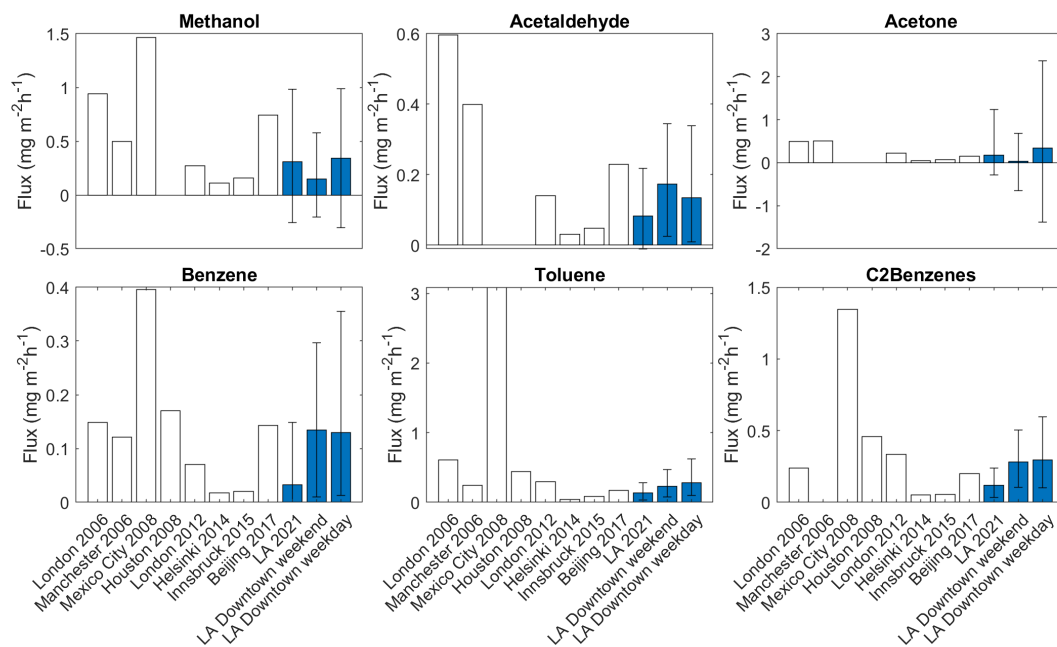 Methanol
Acetaldehyde
Acetone
1.5
1
0.5
0
-0.5
Flux (mg m⁻²h⁻¹)
0.6
0.4
0.2
0
Flux (mg m⁻²h⁻¹)
3
2
1
0
-1
-2
Flux (mg m⁻²h⁻¹)
Benzene
Toluene
C2Benzenes
0.4
0.3
0.2
0.1
0
Flux (mg m⁻²h⁻¹)
3
2
1
0
Flux (mg m⁻²h⁻¹)
1.5
1
0.5
0
Flux (mg m⁻²h⁻¹)
London 2006
Manchester 2006
Mexico City 2008
Houston 2008
London 2012
Helsinki 2014
Innsbruck 2015
Beijing 2017
LA 2021
LA Downtown weekend
LA Downtown weekday
London 2006
Manchester 2006
Mexico City 2008
Houston 2008
London 2012
Helsinki 2014
Innsbruck 2015
Beijing 2017
LA 2021
LA Downtown weekend
LA Downtown weekday
London 2006
Manchester 2006
Mexico City 2008
Houston 2008
London 2012
Helsinki 2014
Innsbruck 2015
Beijing 2017
LA 2021
LA Downtown weekend
LA Downtown weekday